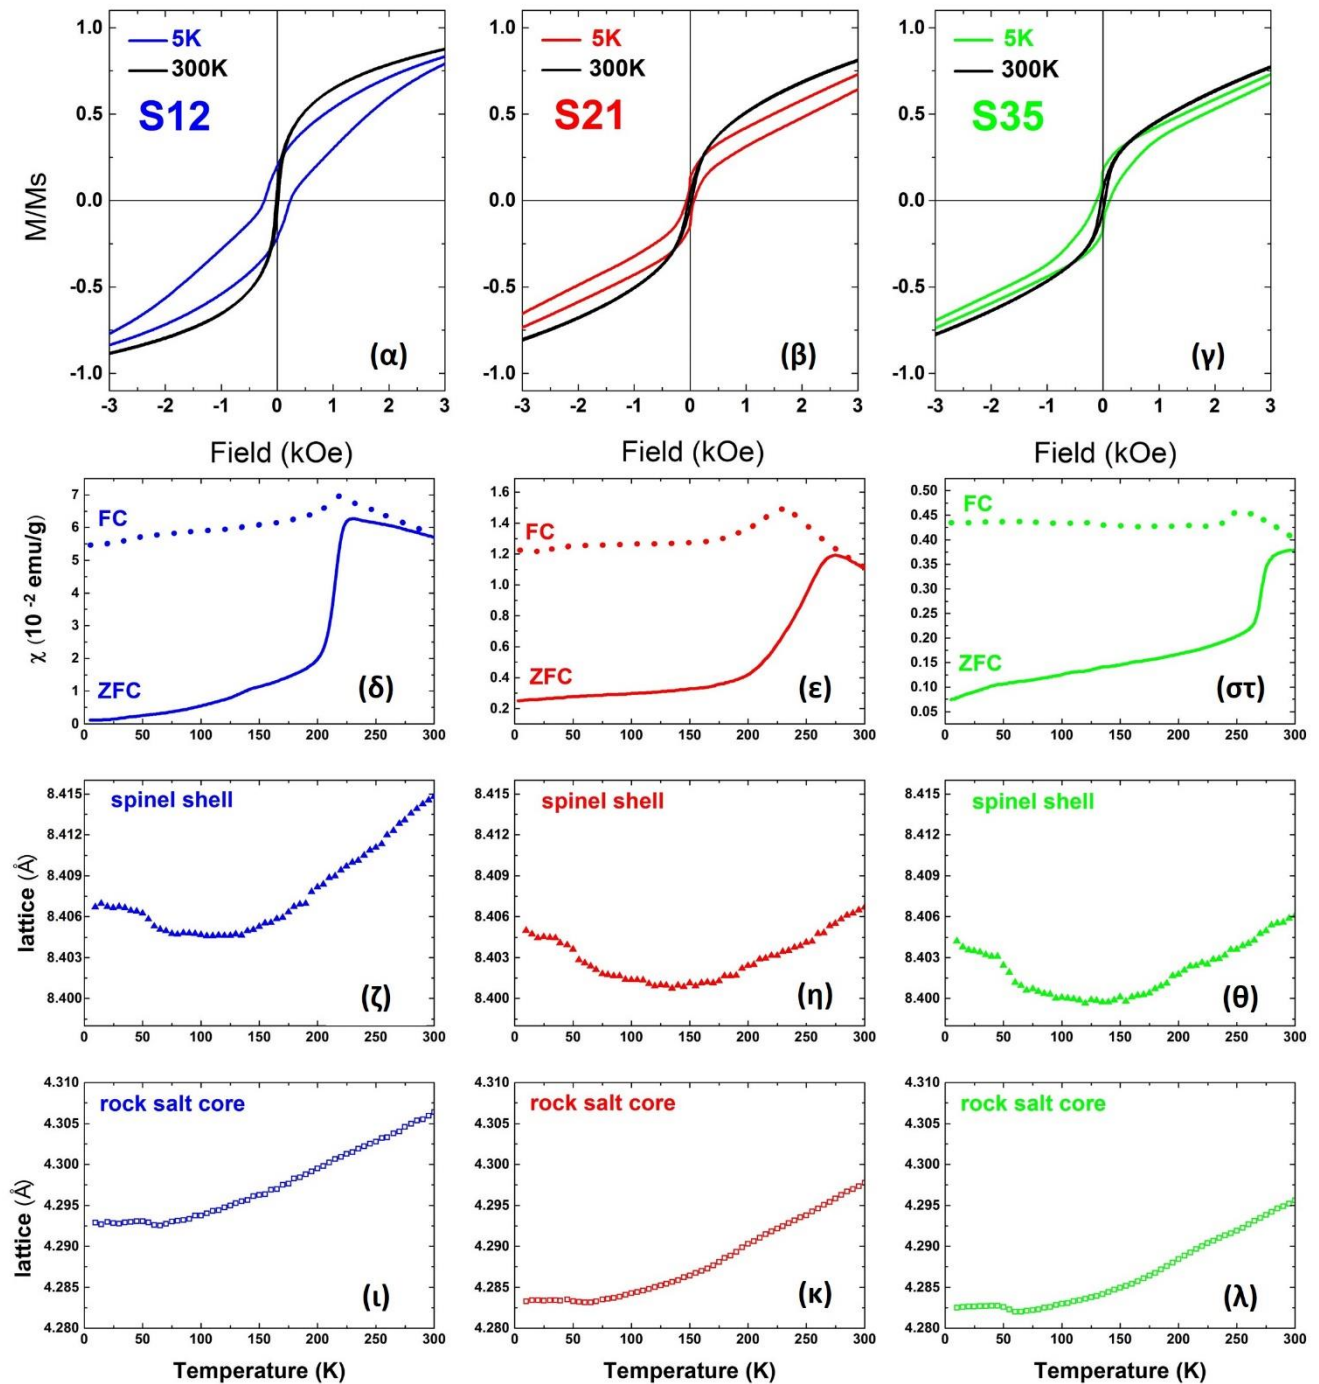 1.0
0.5
0.0
-0.5
-1.0
M/Ms
5K
300K
S12
(α)
-3 -2 -1 0 1 2 3
Field (kOe)
1.0
0.5
0.0
-0.5
-1.0
5K
300K
S21
(β)
-3 -2 -1 0 1 2 3
Field (kOe)
1.0
0.5
0.0
-0.5
-1.0
5K
300K
S35
(γ)
-3 -2 -1 0 1 2 3
Field (kOe)
7
6
5
4
3
2
1
0
χ (10 -2 emu/g)
FC
ZFC
(δ)
0 50 100 150 200 250 300
1.6
1.4
1.2
1.0
0.8
0.6
0.4
0.2
FC
ZFC
(ε)
0 50 100 150 200 250 300
0.50
0.45
0.40
0.35
0.30
0.25
0.20
0.15
0.10
0.05
FC
ZFC
(στ)
0 50 100 150 200 250 300
8.415
8.412
8.409
8.406
8.403
8.400
lattice (Å)
spinel shell
(ζ)
0 50 100 150 200 250 300
8.415
8.412
8.409
8.406
8.403
8.400
spinel shell
(η)
0 50 100 150 200 250 300
8.415
8.412
8.409
8.406
8.403
8.400
spinel shell
(θ)
0 50 100 150 200 250 300
4.310
4.305
4.300
4.295
4.290
4.285
4.280
lattice (Å)
rock salt core
(ι)
0 50 100 150 200 250 300
Temperature (K)
4.310
4.305
4.300
4.295
4.290
4.285
4.280
rock salt core
(κ)
0 50 100 150 200 250 300
Temperature (K)
4.310
4.305
4.300
4.295
4.290
4.285
4.280
rock salt core
(λ)
0 50 100 150 200 250 300
Temperature (K)